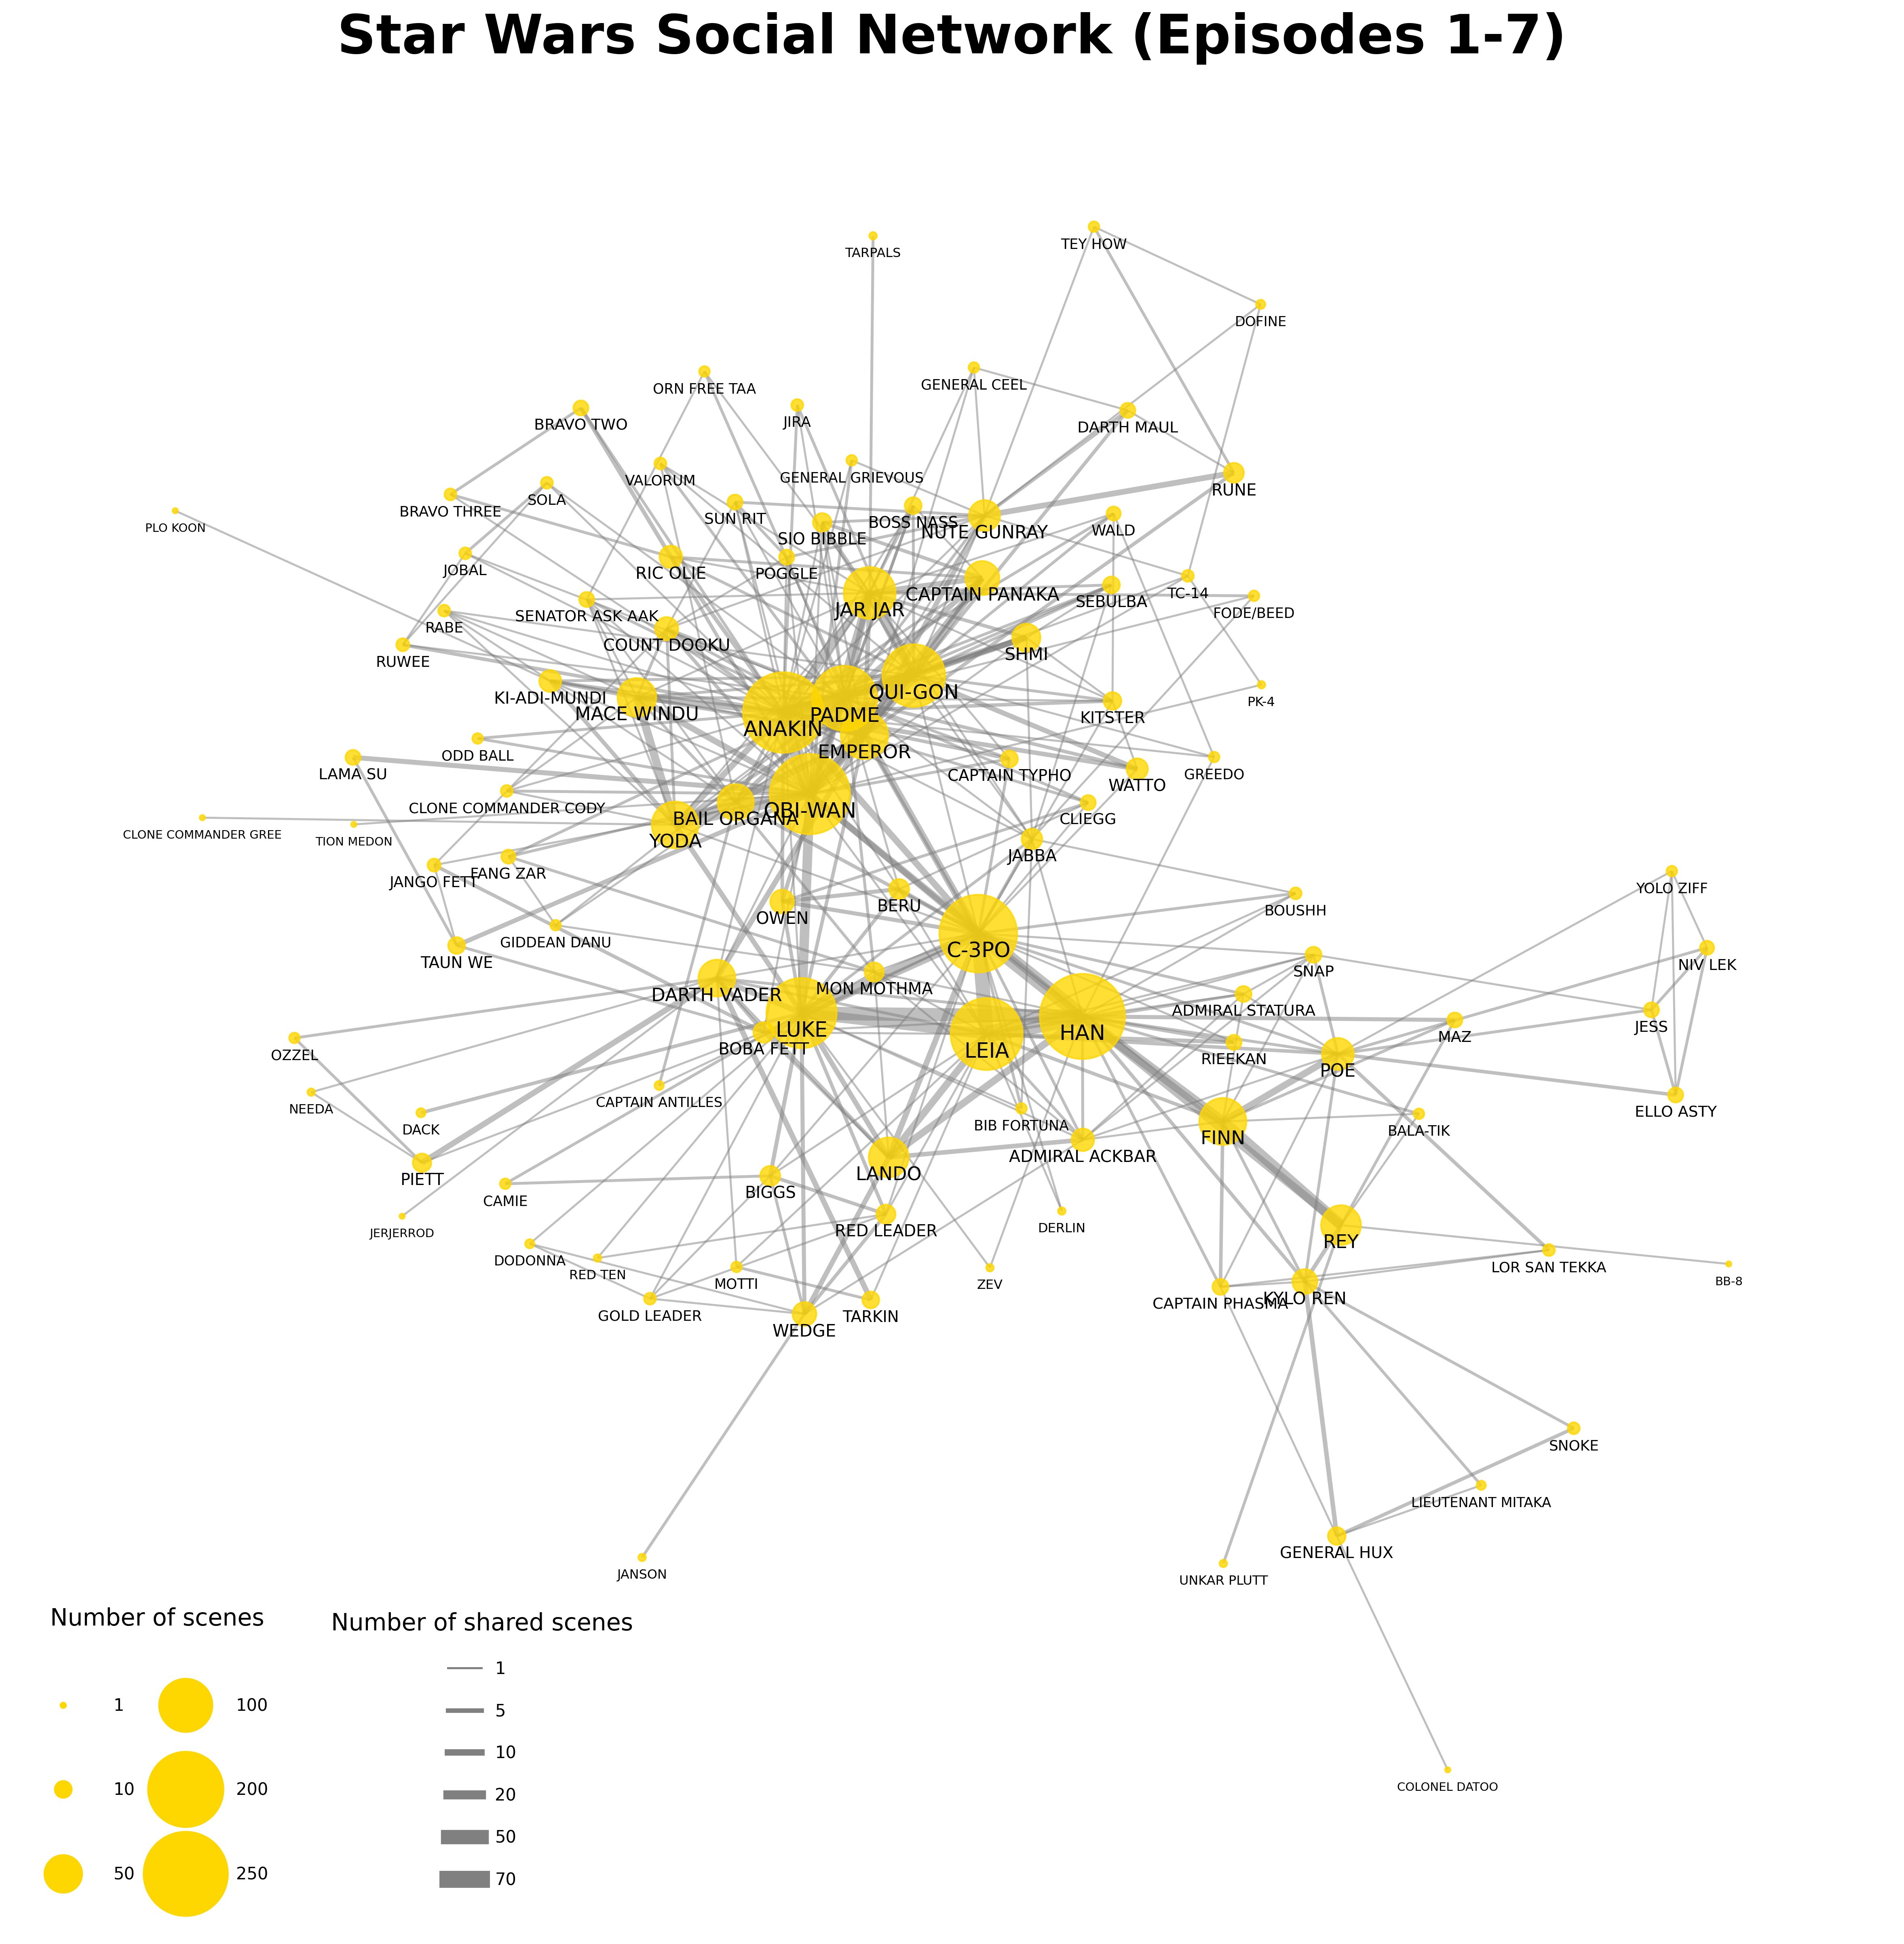 Star Wars Social Network (Episodes 1-7)
TARPALS
TEY HOW
DOFINE
ORN FREE TAA
GENERAL CEEL
BRAVO TWO
JIRA
DARTH MAUL
VALORUM
GENERAL GRIEVOUS
RUNE
SOLA
BRAVO THREE
SUN RIT
BOSS NASS
PLO KOON
SIO BIBBLE
NUTE GUNRAY
WALD
JOBAL
RIC OLIE
POGGLE
CAPTAIN PANAKA
SEBULBA
TC-14
JAR JAR
FODE/BEED
SENATOR ASK AAK
RABE
COUNT DOOKU
SHMI
RUWEE
KI-ADI-MUNDI
QUI-GON
PK-4
MACE WINDU
PADME
KITSTER
ANAKIN
EMPEROR
ODD BALL
LAMA SU
CAPTAIN TYPHO
GREEDO
WATTO
CLONE COMMANDER CODY
OBI-WAN
BAIL ORGANA
CLIEGG
CLONE COMMANDER GREE
TION MEDON
YODA
JABBA
FANG ZAR
JANGO FETT
YOLO ZIFF
BERU
BOUSHH
OWEN
GIDDEAN DANU
C-3PO
TAUN WE
NIV LEK
SNAP
MON MOTHMA
DARTH VADER
ADMIRAL STATURA
LUKE
JESS
HAN
MAZ
BOBA FETT
LEIA
OZZEL
RIEEKAN
POE
CAPTAIN ANTILLES
NEEDA
ELLO ASTY
BIB FORTUNA
DACK
BALA-TIK
FINN
ADMIRAL ACKBAR
LANDO
PIETT
BIGGS
CAMIE
DERLIN
RED LEADER
JERJERROD
REY
DODONNA
LOR SAN TEKKA
RED TEN
MOTTI
ZEV
BB-8
KYLO REN
CAPTAIN PHASMA
GOLD LEADER
TARKIN
WEDGE
SNOKE
LIEUTENANT MITAKA
GENERAL HUX
JANSON
UNKAR PLUTT
COLONEL DATOO
Number of scenes
1
100
10
200
50
250
Number of shared scenes
1
5
10
20
50
70